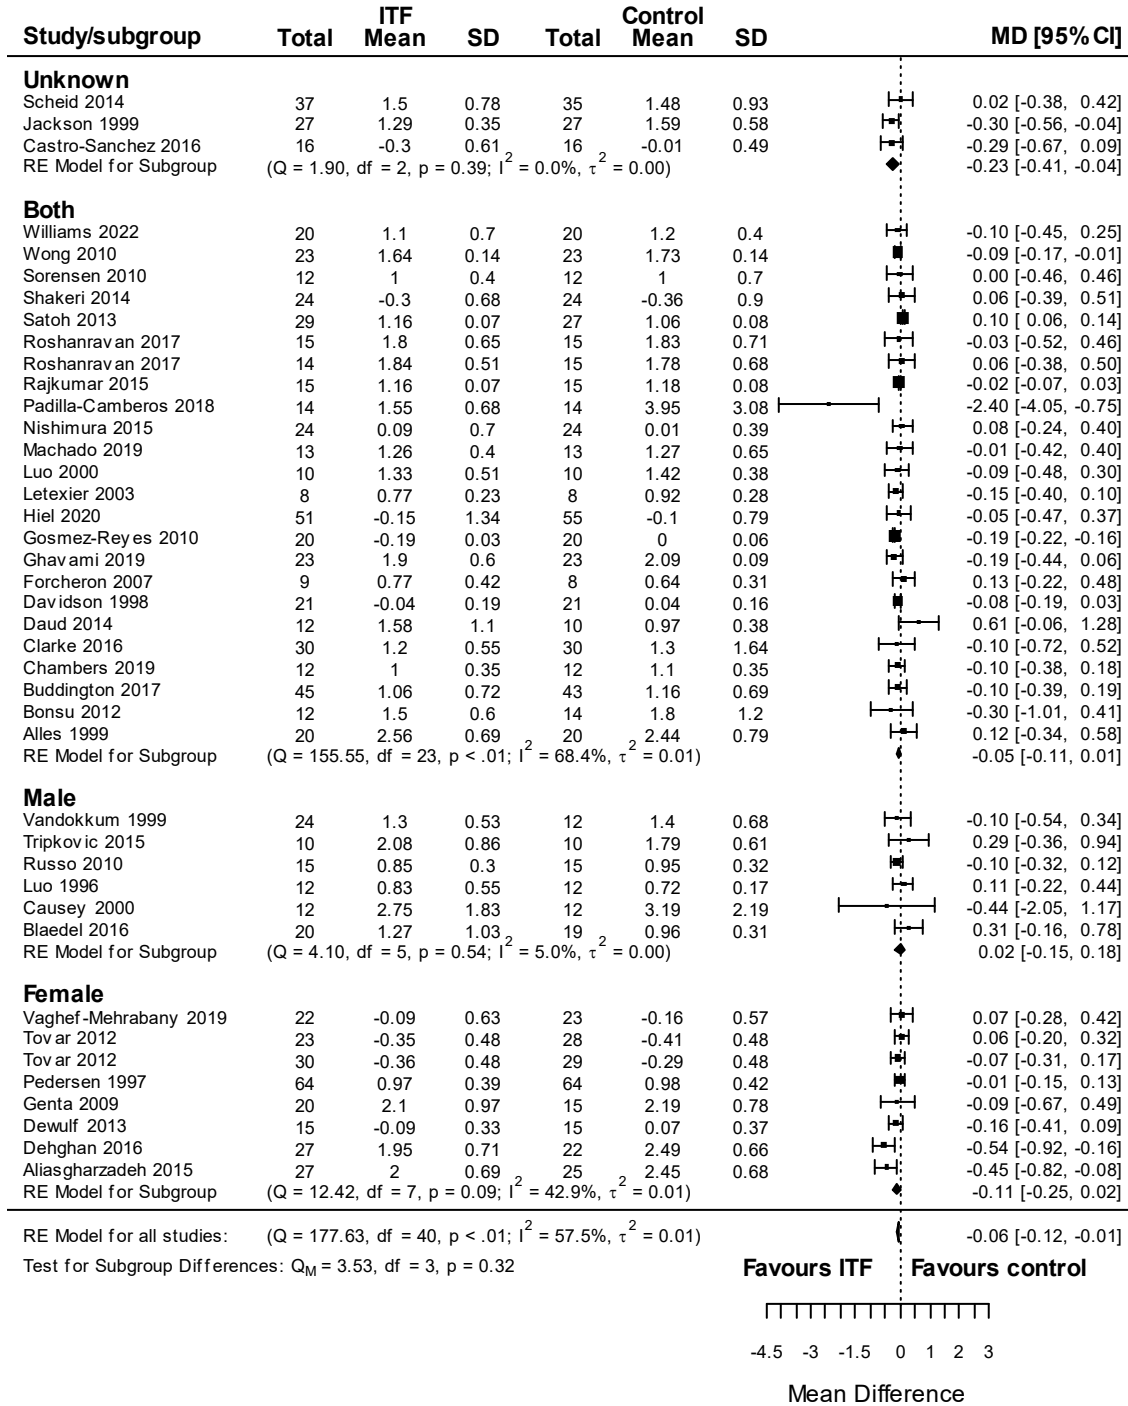 ITF Control
Study/subgroup Total Mean SD Total Mean SD MD [95% CI]
Unknown
Scheid 2014 37 1.5 0.78 35 1.48 0.93 0.02 [-0.38, 0.42]
Jackson 1999 27 1.29 0.35 27 1.59 0.58 -0.30 [-0.56, -0.04]
Castro-Sanchez 2016 16 -0.3 0.61 16 -0.01 0.49 -0.29 [-0.67, 0.09]
RE Model for Subgroup (Q = 1.90, df = 2, p = 0.39; I² = 0.0%, τ² = 0.00) -0.23 [-0.41, -0.04]
Both
Williams 2022 20 1.1 0.7 20 1.2 0.4 -0.10 [-0.45, 0.25]
Wong 2010 23 1.64 0.14 23 1.73 0.14 -0.09 [-0.17, -0.01]
Sorensen 2010 12 1 0.4 12 1 0.7 0.00 [-0.46, 0.46]
Shakeri 2014 24 -0.3 0.68 24 -0.36 0.9 0.06 [-0.39, 0.51]
Satoh 2013 29 1.16 0.07 27 1.06 0.08 0.10 [ 0.06, 0.14]
Roshanravan 2017 15 1.8 0.65 15 1.83 0.71 -0.03 [-0.52, 0.46]
Roshanravan 2017 14 1.84 0.51 15 1.78 0.68 0.06 [-0.38, 0.50]
Rajkumar 2015 15 1.16 0.07 15 1.18 0.08 -0.02 [-0.07, 0.03]
Padilla-Camberos 2018 14 1.55 0.68 14 3.95 3.08 -2.40 [-4.05, -0.75]
Nishimura 2015 24 0.09 0.7 24 0.01 0.39 0.08 [-0.24, 0.40]
Machado 2019 13 1.26 0.4 13 1.27 0.65 -0.01 [-0.42, 0.40]
Luo 2000 10 1.33 0.51 10 1.42 0.38 -0.09 [-0.48, 0.30]
Letexier 2003 8 0.77 0.23 8 0.92 0.28 -0.15 [-0.40, 0.10]
Hiel 2020 51 -0.15 1.34 55 -0.1 0.79 -0.05 [-0.47, 0.37]
Gosmez-Reyes 2010 20 -0.19 0.03 20 0 0.06 -0.19 [-0.22, -0.16]
Ghavami 2019 23 1.9 0.6 23 2.09 0.09 -0.19 [-0.44, 0.06]
Forcheron 2007 9 0.77 0.42 8 0.64 0.31 0.13 [-0.22, 0.48]
Davidson 1998 21 -0.04 0.19 21 0.04 0.16 -0.08 [-0.19, 0.03]
Daud 2014 12 1.58 1.1 10 0.97 0.38 0.61 [-0.06, 1.28]
Clarke 2016 30 1.2 0.55 30 1.3 1.64 -0.10 [-0.72, 0.52]
Chambers 2019 12 1 0.35 12 1.1 0.35 -0.10 [-0.38, 0.18]
Buddington 2017 45 1.06 0.72 43 1.16 0.69 -0.10 [-0.39, 0.19]
Bonsu 2012 12 1.5 0.6 14 1.8 1.2 -0.30 [-1.01, 0.41]
Alles 1999 20 2.56 0.69 20 2.44 0.79 0.12 [-0.34, 0.58]
RE Model for Subgroup (Q = 155.55, df = 23, p < .01; I² = 68.4%, τ² = 0.01) -0.05 [-0.11, 0.01]
Male
Vandokkum 1999 24 1.3 0.53 12 1.4 0.68 -0.10 [-0.54, 0.34]
Tripkovic 2015 10 2.08 0.86 10 1.79 0.61 0.29 [-0.36, 0.94]
Russo 2010 15 0.85 0.3 15 0.95 0.32 -0.10 [-0.32, 0.12]
Luo 1996 12 0.83 0.55 12 0.72 0.17 0.11 [-0.22, 0.44]
Causey 2000 12 2.75 1.83 12 3.19 2.19 -0.44 [-2.05, 1.17]
Blaedel 2016 20 1.27 1.03 19 0.96 0.31 0.31 [-0.16, 0.78]
RE Model for Subgroup (Q = 4.10, df = 5, p = 0.54; I² = 5.0%, τ² = 0.00) 0.02 [-0.15, 0.18]
Female
Vaghef-Mehrabany 2019 22 -0.09 0.63 23 -0.16 0.57 0.07 [-0.28, 0.42]
Tovar 2012 23 -0.35 0.48 28 -0.41 0.48 0.06 [-0.20, 0.32]
Tovar 2012 30 -0.36 0.48 29 -0.29 0.48 -0.07 [-0.31, 0.17]
Pedersen 1997 64 0.97 0.39 64 0.98 0.42 -0.01 [-0.15, 0.13]
Genta 2009 20 2.1 0.97 15 2.19 0.78 -0.09 [-0.67, 0.49]
Dewulf 2013 15 -0.09 0.33 15 0.07 0.37 -0.16 [-0.41, 0.09]
Dehghan 2016 27 1.95 0.71 22 2.49 0.66 -0.54 [-0.92, -0.16]
Aliasgharzadeh 2015 27 2 0.69 25 2.45 0.68 -0.45 [-0.82, -0.08]
RE Model for Subgroup (Q = 12.42, df = 7, p = 0.09; I² = 42.9%, τ² = 0.01) -0.11 [-0.25, 0.02]
RE Model for all studies: (Q = 177.63, df = 40, p < .01; I² = 57.5%, τ² = 0.01) -0.06 [-0.12, -0.01]
Test for Subgroup Differences: Q_M = 3.53, df = 3, p = 0.32
Favours ITF Favours control
-4.5 -3 -1.5 0 1 2 3
Mean Difference